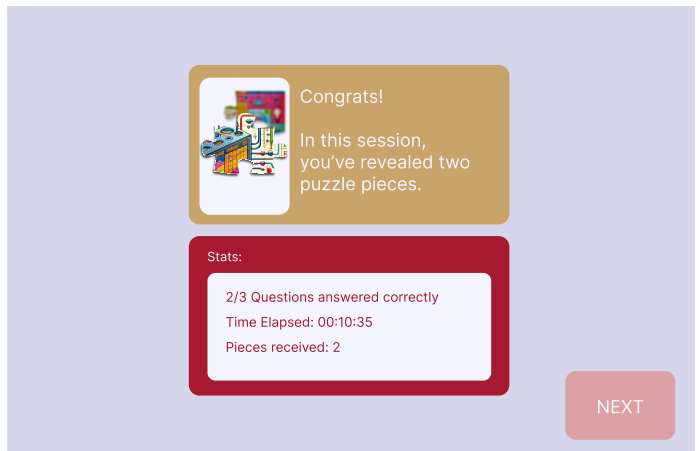 Congrats!
In this session,
you've revealed two
puzzle pieces.
Stats:
2/3 Questions answered correctly
Time Elapsed: 00:10:35
Pieces received: 2
NEXT